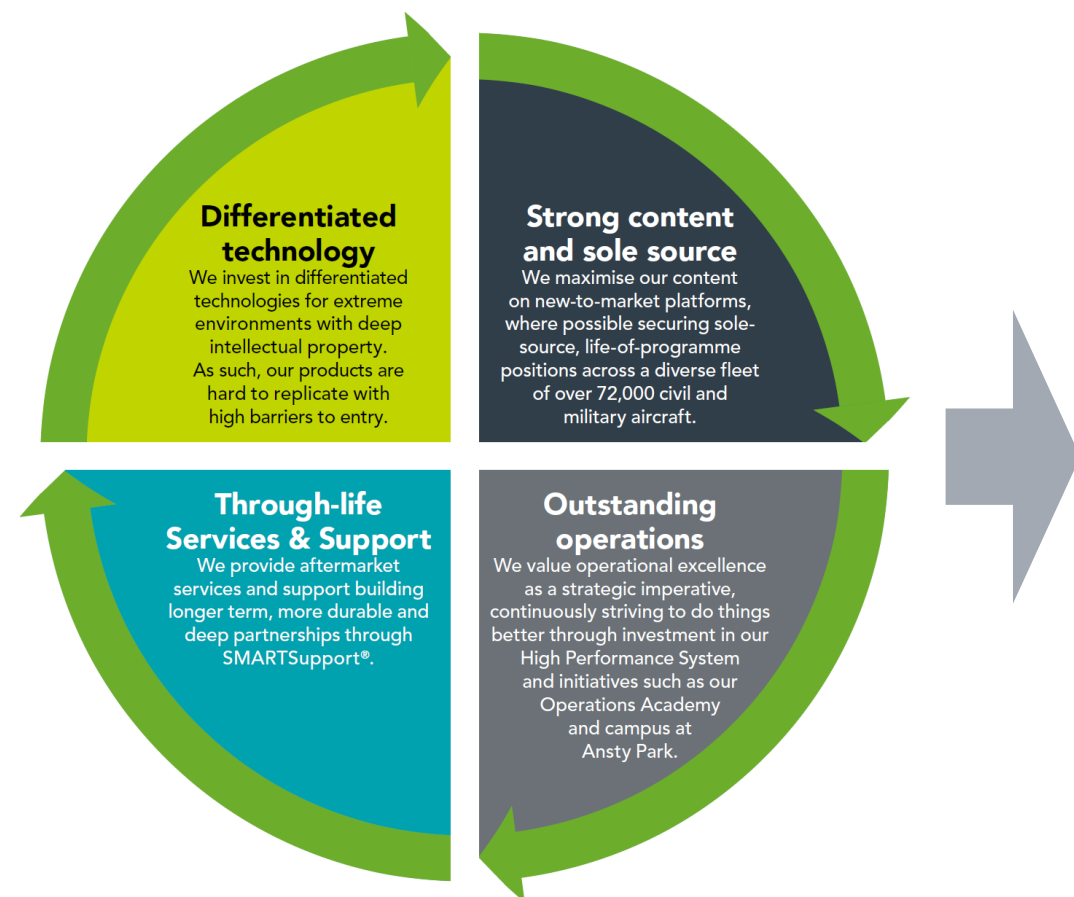 Differentiated
technology
We invest in differentiated
technologies for extreme
environments with deep
intellectual property.
As such, our products are
hard to replicate with
high barriers to entry.
Strong content
and sole source
We maximise our content
on new-to-market platforms,
where possible securing sole-
source, life-of-programme
positions across a diverse fleet
of over 72,000 civil and
military aircraft.
Through-life
Services & Support
We provide aftermarket
services and support building
longer term, more durable and
deep partnerships through
SMARTSupport®.
Outstanding
operations
We value operational excellence
as a strategic imperative,
continuously striving to do things
better through investment in our
High Performance System
and initiatives such as our
Operations Academy
and campus at
Ansty Park.